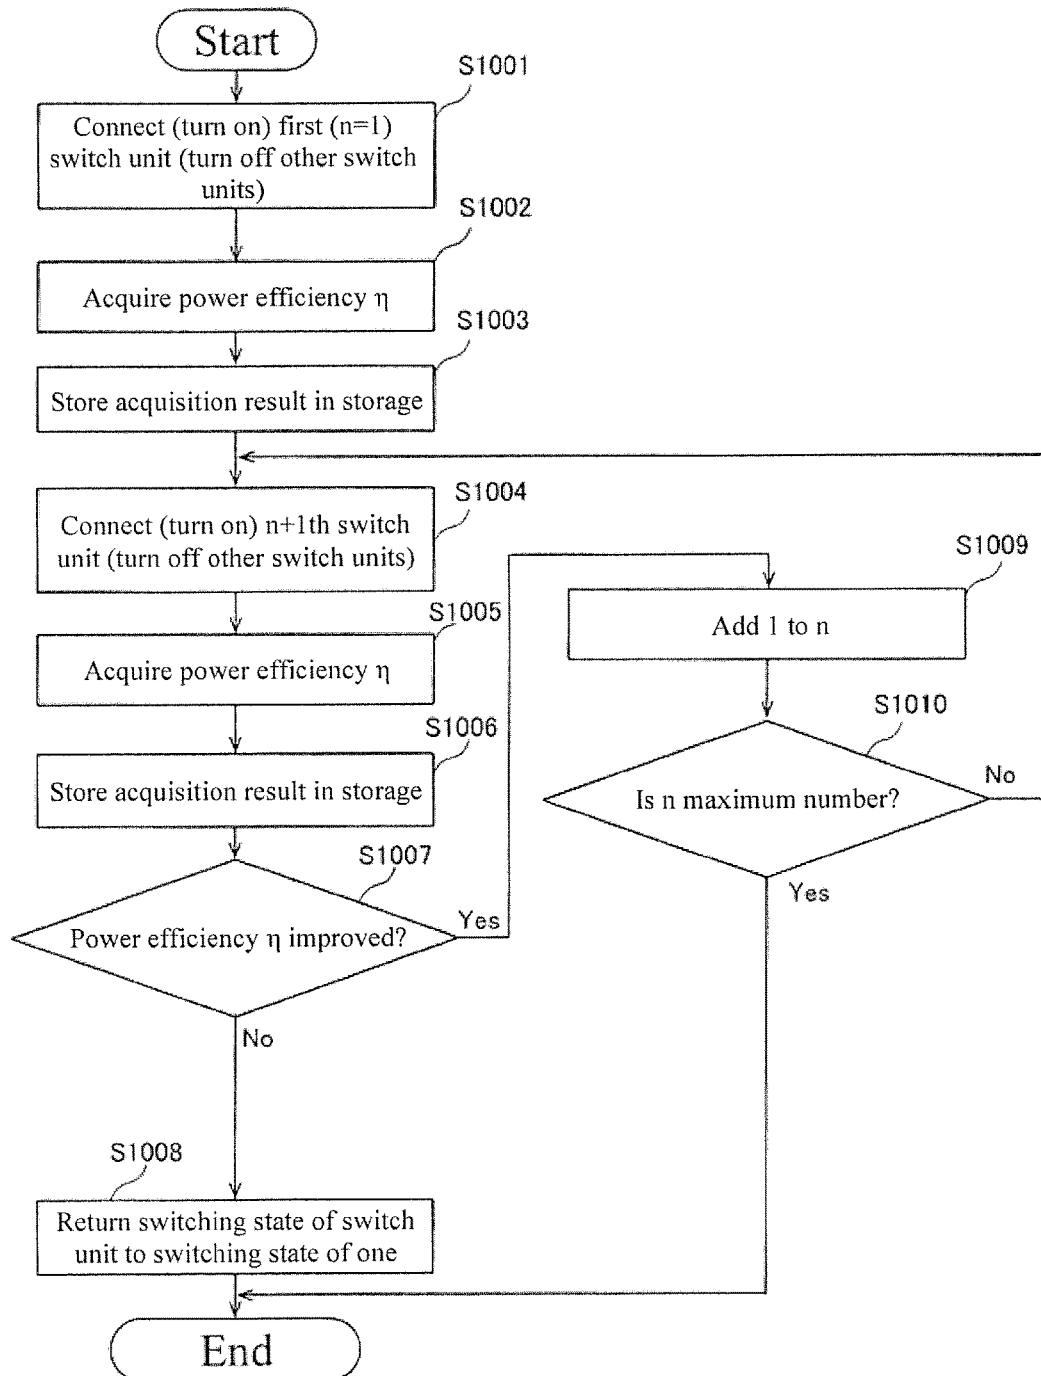 Start
S1001
Connect (turn on) first (n=1)
switch unit (turn off other switch
units)
S1002
Acquire power efficiency η
S1003
Store acquisition result in storage
S1004
Connect (turn on) n+1th switch
unit (turn off other switch units)
S1005
Acquire power efficiency η
S1006
Store acquisition result in storage
S1007
Power efficiency η improved?
Yes
No
S1008
Return switching state of switch
unit to switching state of one
End
S1009
Add 1 to n
S1010
Is n maximum number?
No
Yes